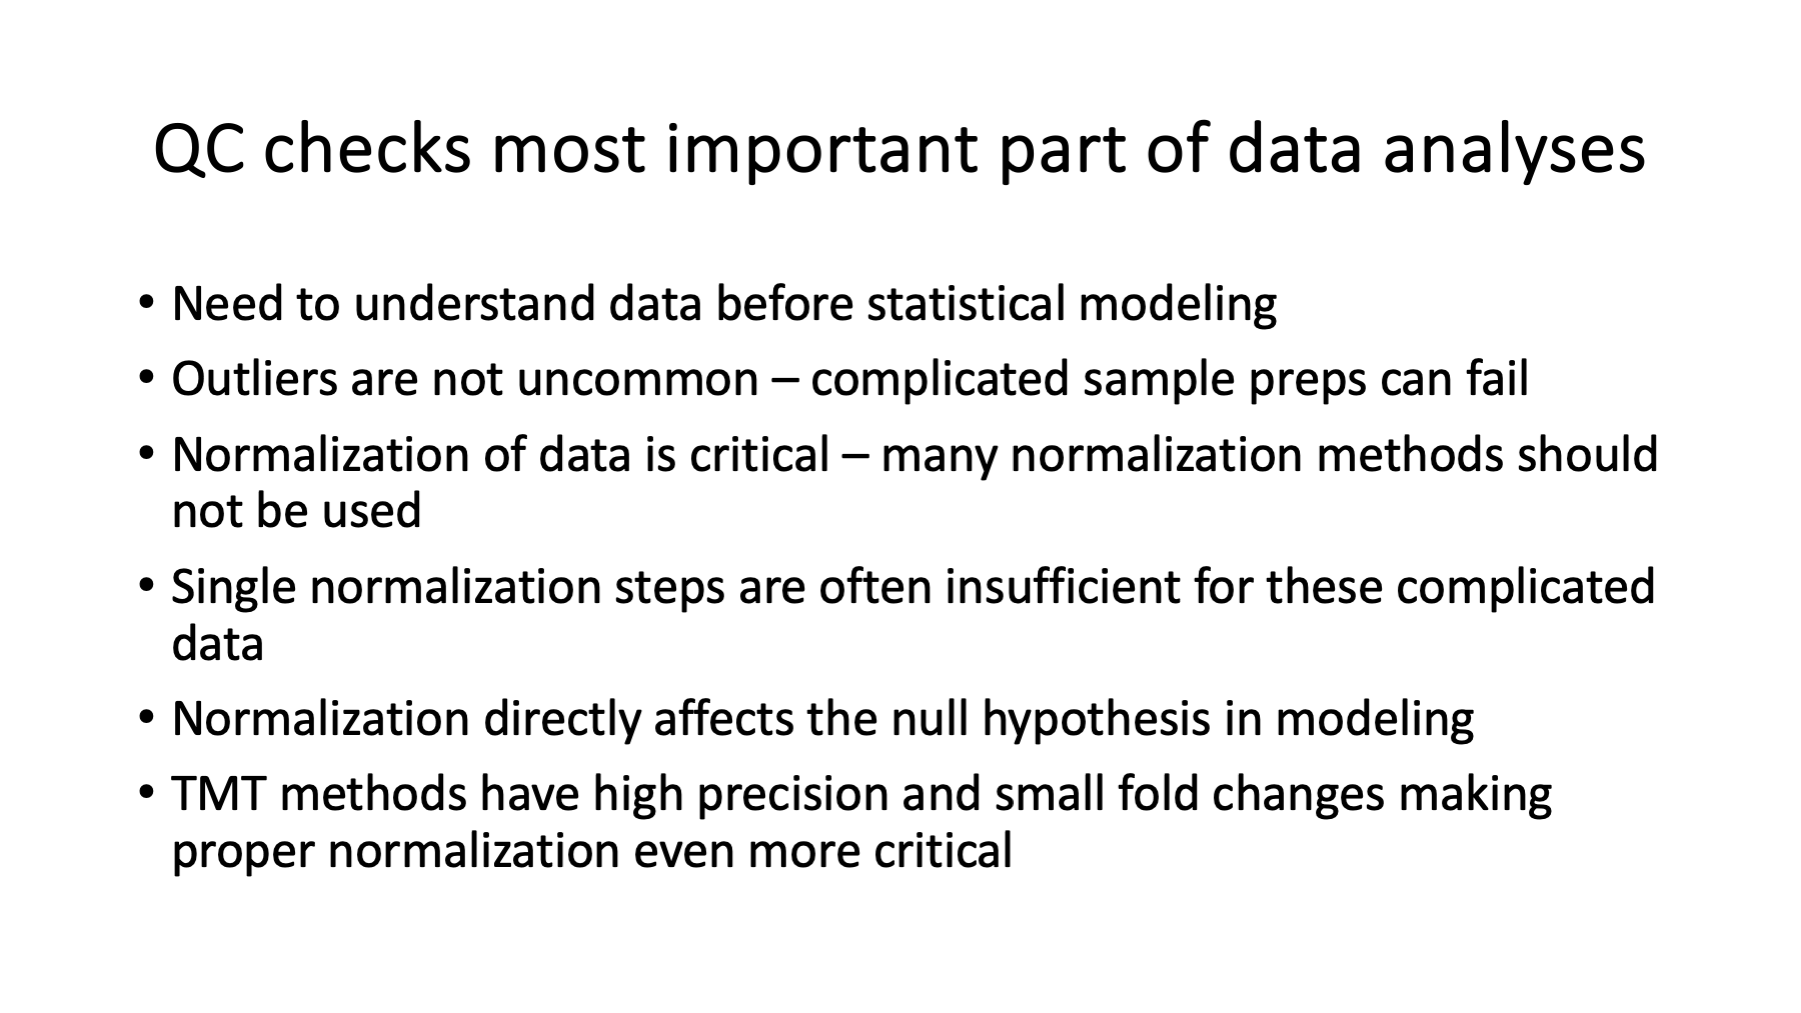 QC checks most important part of data analyses
• Need to understand data before statistical modeling
• Outliers are not uncommon – complicated sample preps can fail
• Normalization of data is critical – many normalization methods should
not be used
• Single normalization steps are often insufficient for these complicated
data
• Normalization directly affects the null hypothesis in modeling
• TMT methods have high precision and small fold changes making
proper normalization even more critical